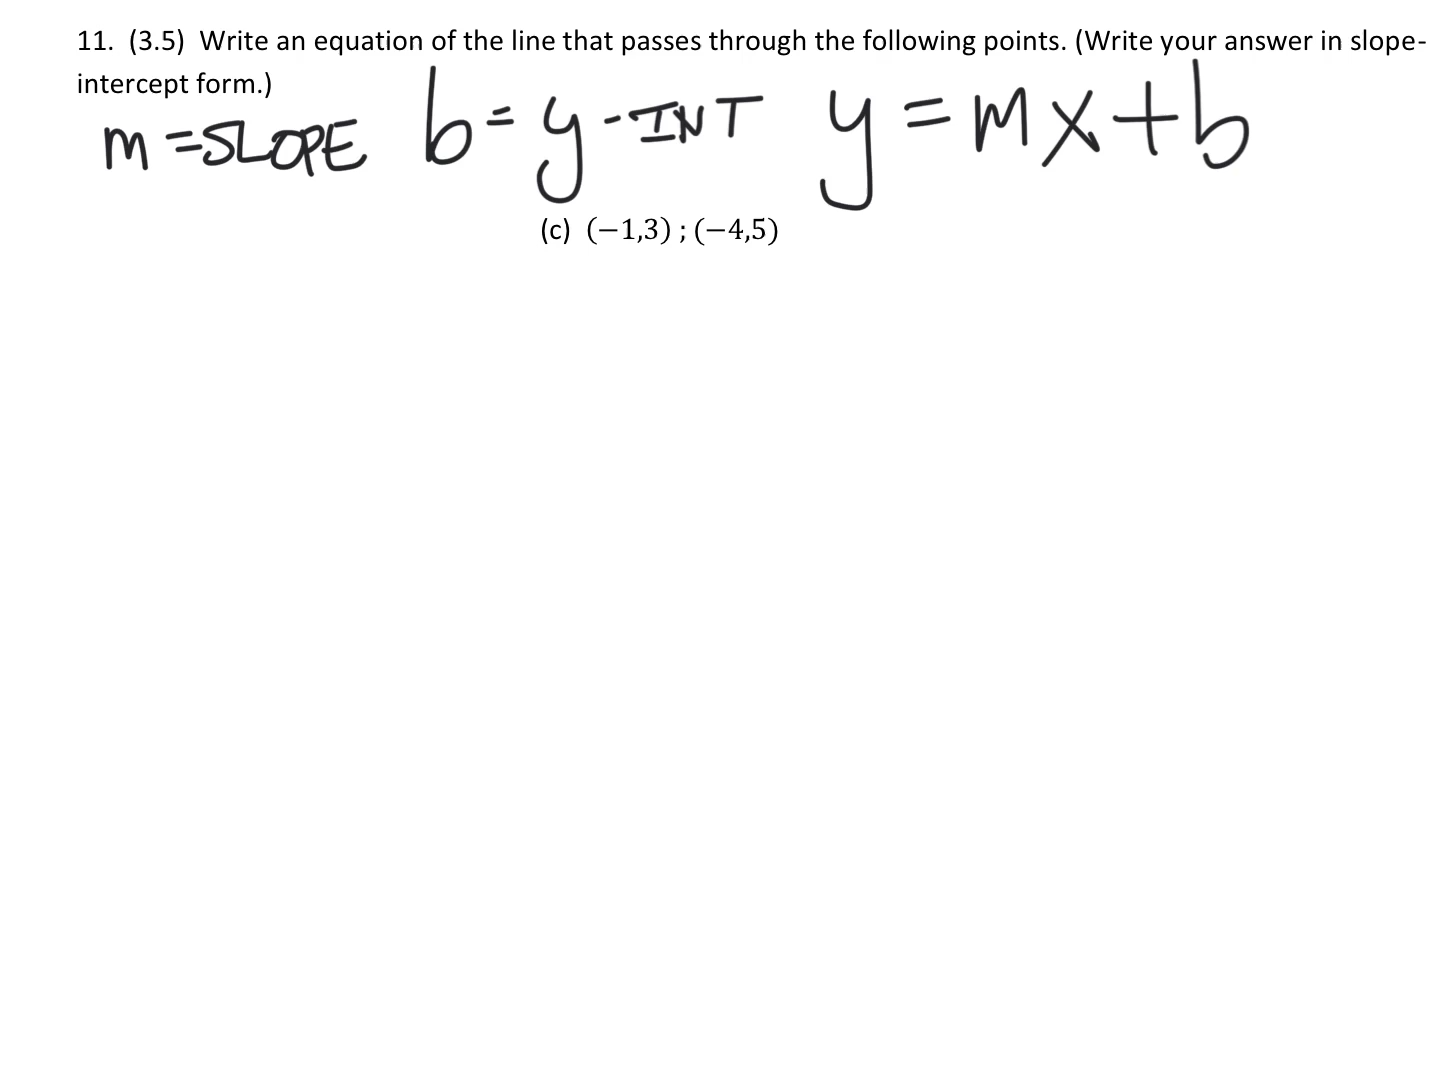 11. (3.5) Write an equation of the line that passes through the following points. (Write your answer in slope-
intercept form.)
m = SLOPE b = y - INT y = mx + b
(c) (−1,3) ; (−4,5)